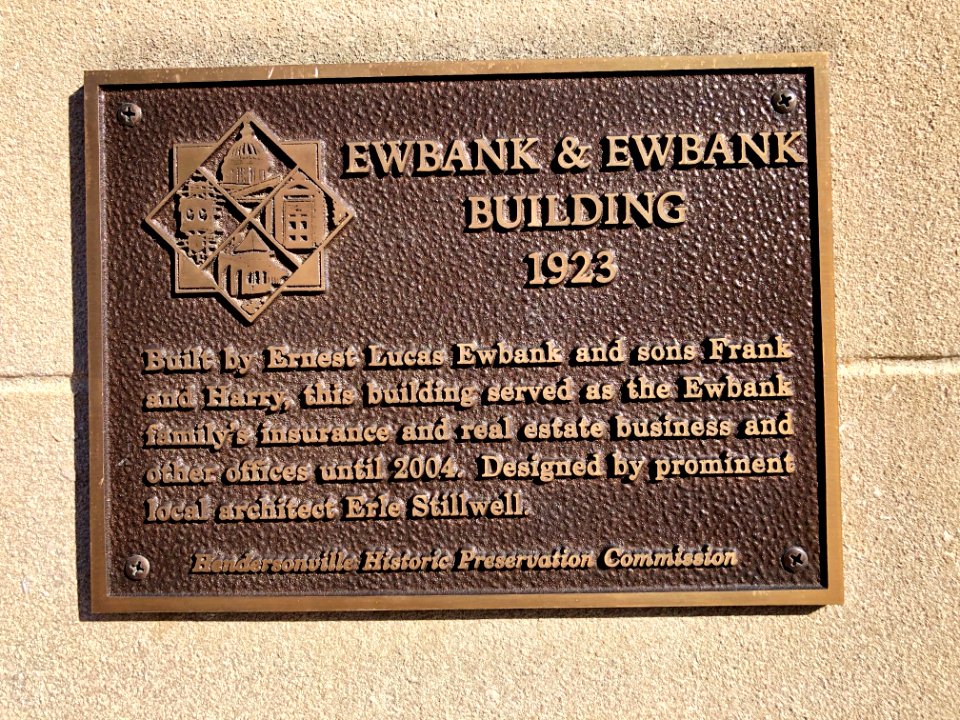 EWBANK & EWBANK
BUILDING
1923
Built by Ernest Lucas Ewbank and sons Frank
and Harry, this building served as the Ewbank
family's insurance and real estate business and
other offices until 2004. Designed by prominent
local architect Erle Stillwell.
Hendersonville Historic Preservation Commission